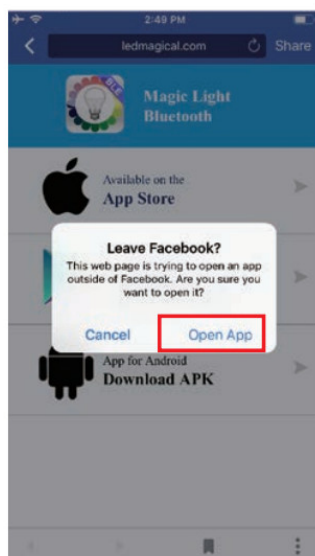 2:49 PM
ledmagical.com
Share
BLE
Magic Light
Bluetooth
Available on the
App Store
Leave Facebook?
This web page is trying to open an app
outside of Facebook. Are you sure you
want to open it?
Cancel
Open App
App for Android
Download APK